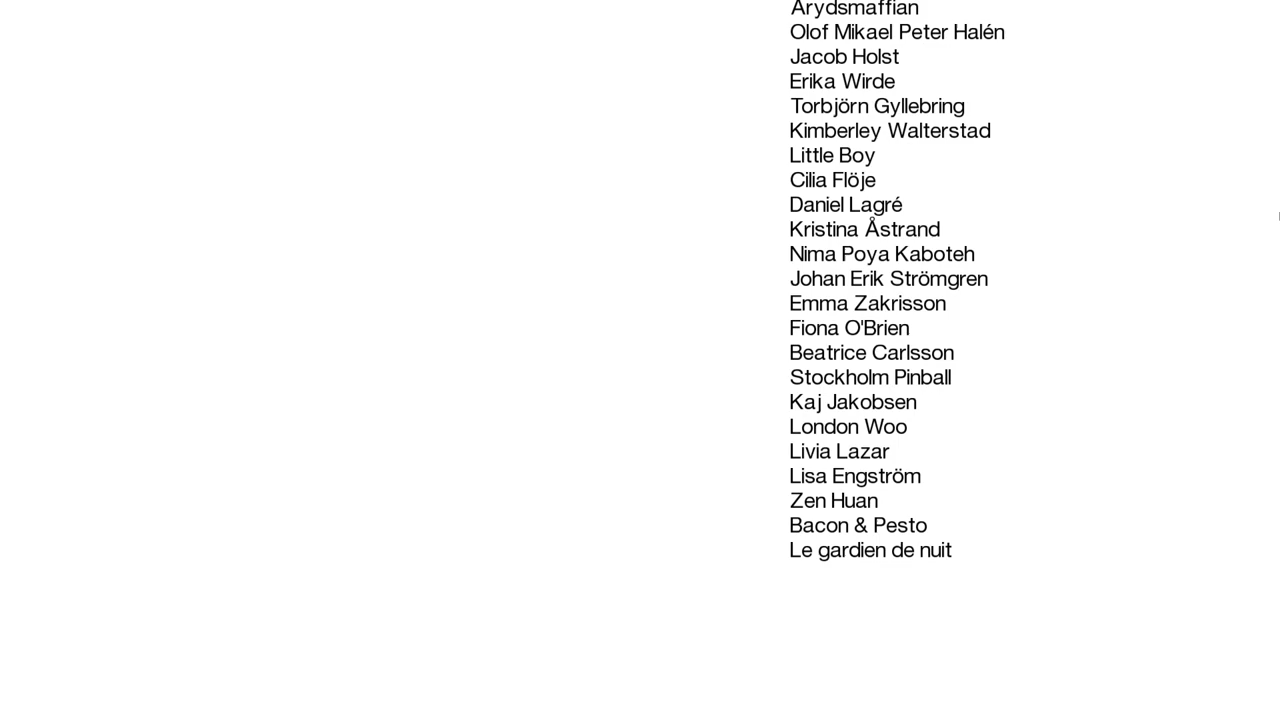 Arydsmaffian
Olof Mikael Peter Halén
Jacob Holst
Erika Wirde
Torbjörn Gyllebring
Kimberley Walterstad
Little Boy
Cilia Flöje
Daniel Lagré
Kristina Åstrand
Nima Poya Kaboteh
Johan Erik Strömgren
Emma Zakrisson
Fiona O'Brien
Beatrice Carlsson
Stockholm Pinball
Kaj Jakobsen
London Woo
Livia Lazar
Lisa Engström
Zen Huan
Bacon & Pesto
Le gardien de nuit